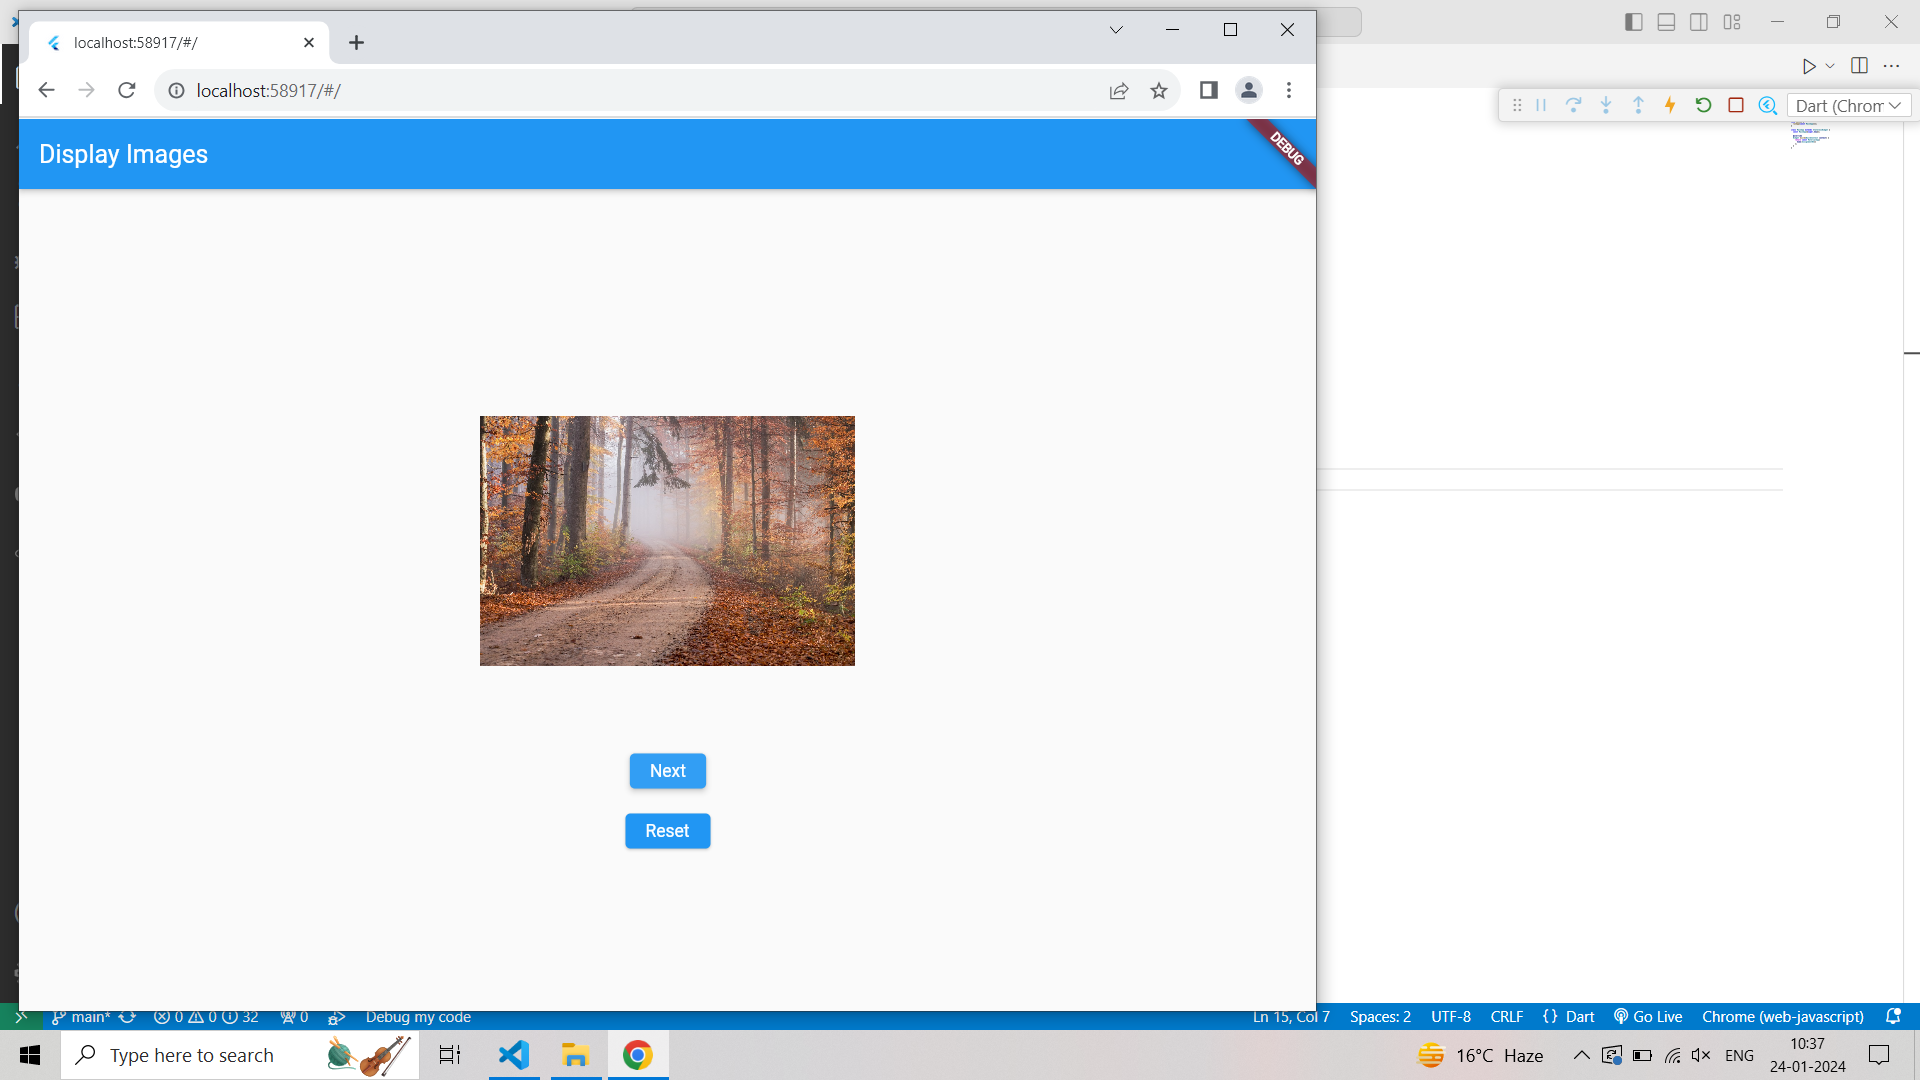 localhost:58917/#/
localhost:58917/#/
Display Images
DEBUG
Dart (Chrom
Next
Reset
main*
0 0 32
0
Debug my code
Ln 15, Col 7
Spaces: 2
UTF-8
CRLF
{ } Dart
Go Live
Chrome (web-javascript)
Type here to search
16°C Haze
ENG
10:37
24-01-2024